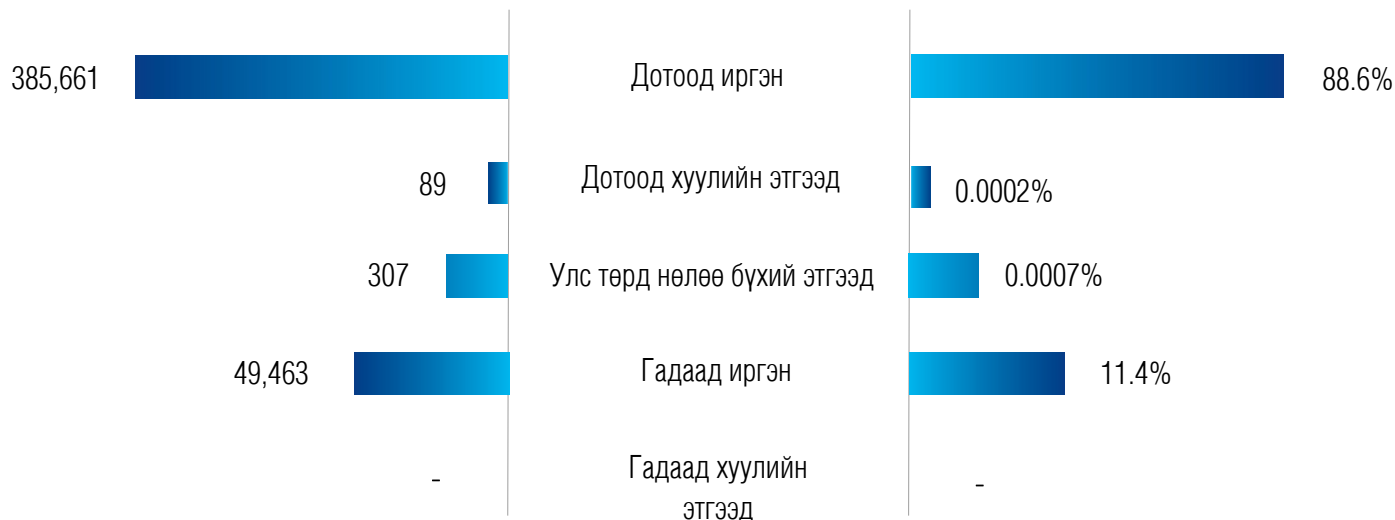 385,661 Дотоод иргэн 88.6%
89 Дотоод хуулийн этгээд 0.0002%
307 Улс төрд нөлөө бүхий этгээд 0.0007%
49,463 Гадаад иргэн 11.4%
- Гадаад хуулийн -
этгээд